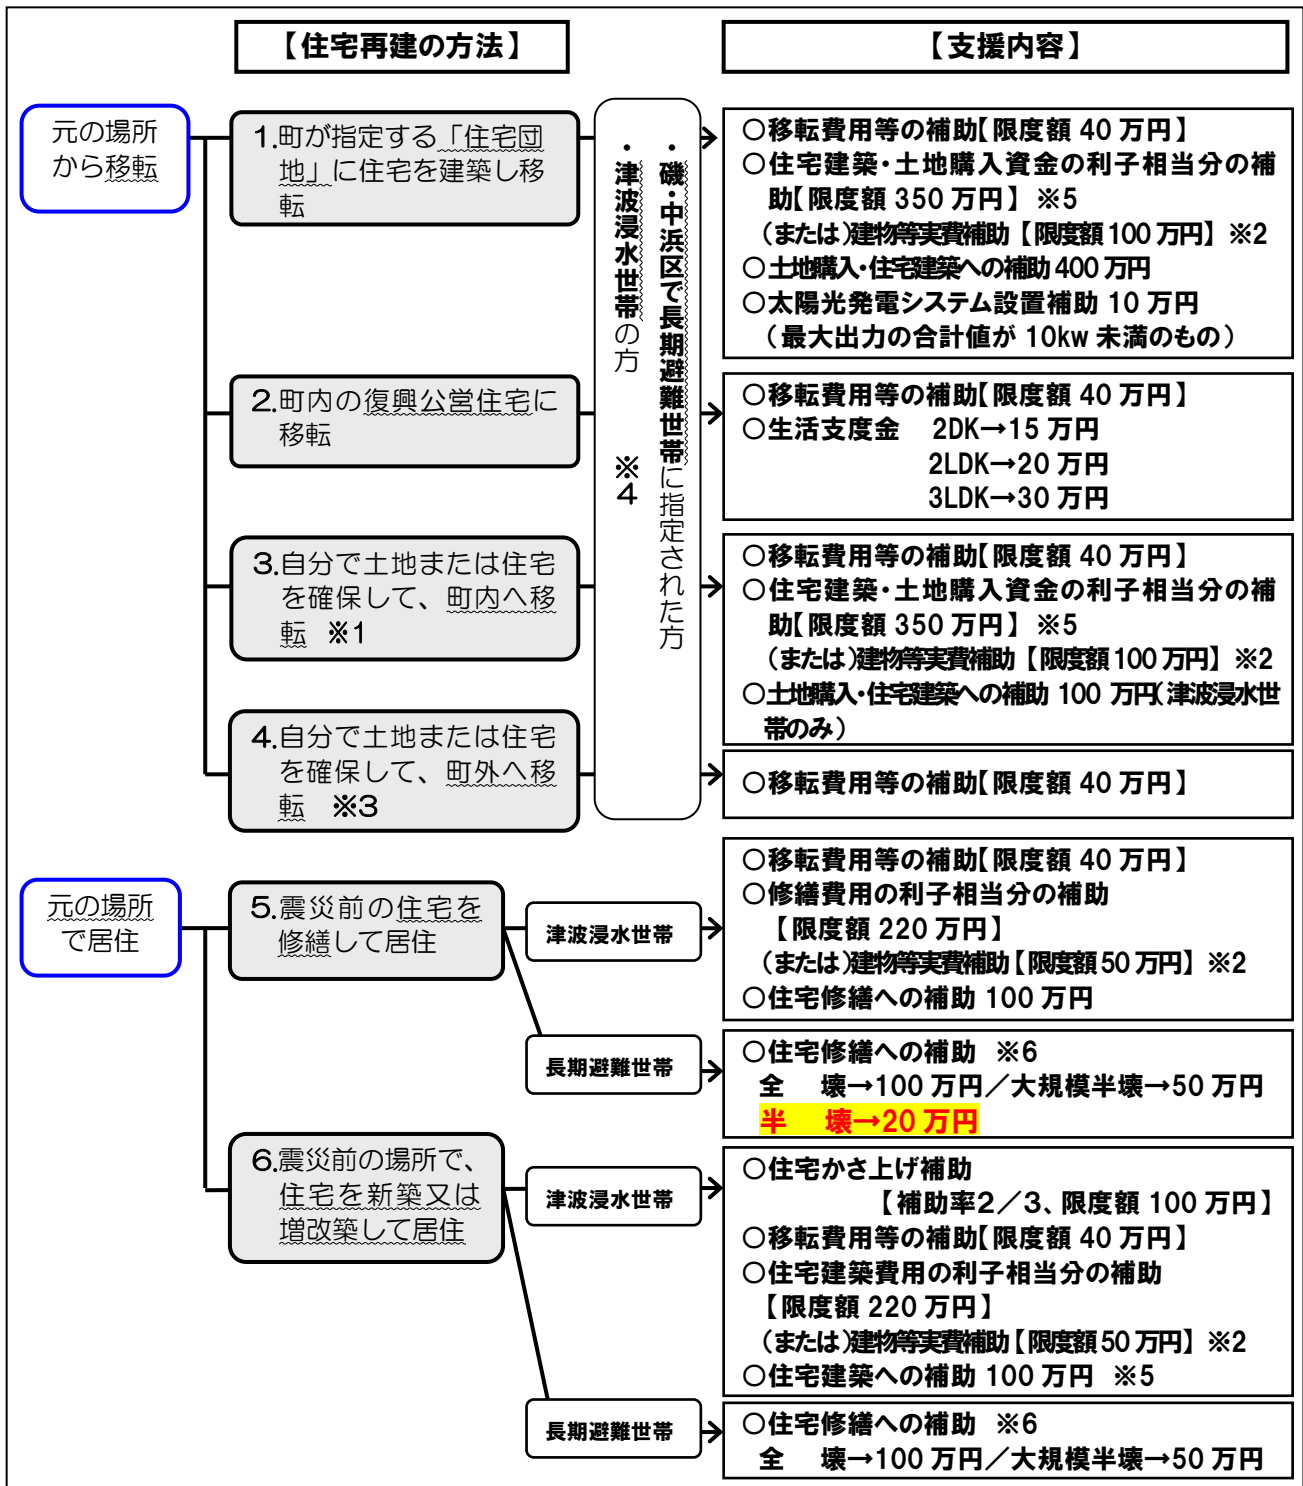 【住宅再建の方法】
【支援内容】
元の場所
から移転
1.町が指定する「住宅団
地」に住宅を建築し移
転
2.町内の復興公営住宅に
移転
3.自分で土地または住宅
を確保して、町内へ移
転　※1
4.自分で土地または住宅
を確保して、町外へ移
転　※3
・磯・中浜区で長期避難世帯に指定された方
・津波浸水世帯の方　※4
○移転費用等の補助【限度額 40 万円】
○住宅建築・土地購入資金の利子相当分の補
助【限度額 350 万円】 ※5
（または）建物等実費補助【限度額100万円】※2
○土地購入・住宅建築への補助400万円
○太陽光発電システム設置補助 10 万円
（最大出力の合計値が 10kw 未満のもの）
○移転費用等の補助【限度額 40 万円】
○生活支度金　2DK→15 万円
2LDK→20 万円
3LDK→30 万円
○移転費用等の補助【限度額 40 万円】
○住宅建築・土地購入資金の利子相当分の補
助【限度額 350 万円】 ※5
（または）建物等実費補助【限度額100万円】※2
○土地購入・住宅建築への補助 100 万円（津波浸水世
帯のみ）
○移転費用等の補助【限度額 40 万円】
元の場所
で居住
5.震災前の住宅を
修繕して居住
津波浸水世帯
○移転費用等の補助【限度額 40 万円】
○修繕費用の利子相当分の補助
【限度額 220 万円】
（または）建物等実費補助【限度額50万円】※2
○住宅修繕への補助 100 万円
長期避難世帯
○住宅修繕への補助　※6
全　壊→100 万円／大規模半壊→50 万円
半　壊→20 万円
6.震災前の場所で、
住宅を新築又は
増改築して居住
津波浸水世帯
○住宅かさ上げ補助
【補助率2／3、限度額 100 万円】
○移転費用等の補助【限度額 40 万円】
○住宅建築費用の利子相当分の補助
【限度額 220 万円】
（または）建物等実費補助【限度額50万円】※2
○住宅建築への補助 100 万円 ※5
長期避難世帯
○住宅修繕への補助　※6
全　壊→100 万円／大規模半壊→50 万円